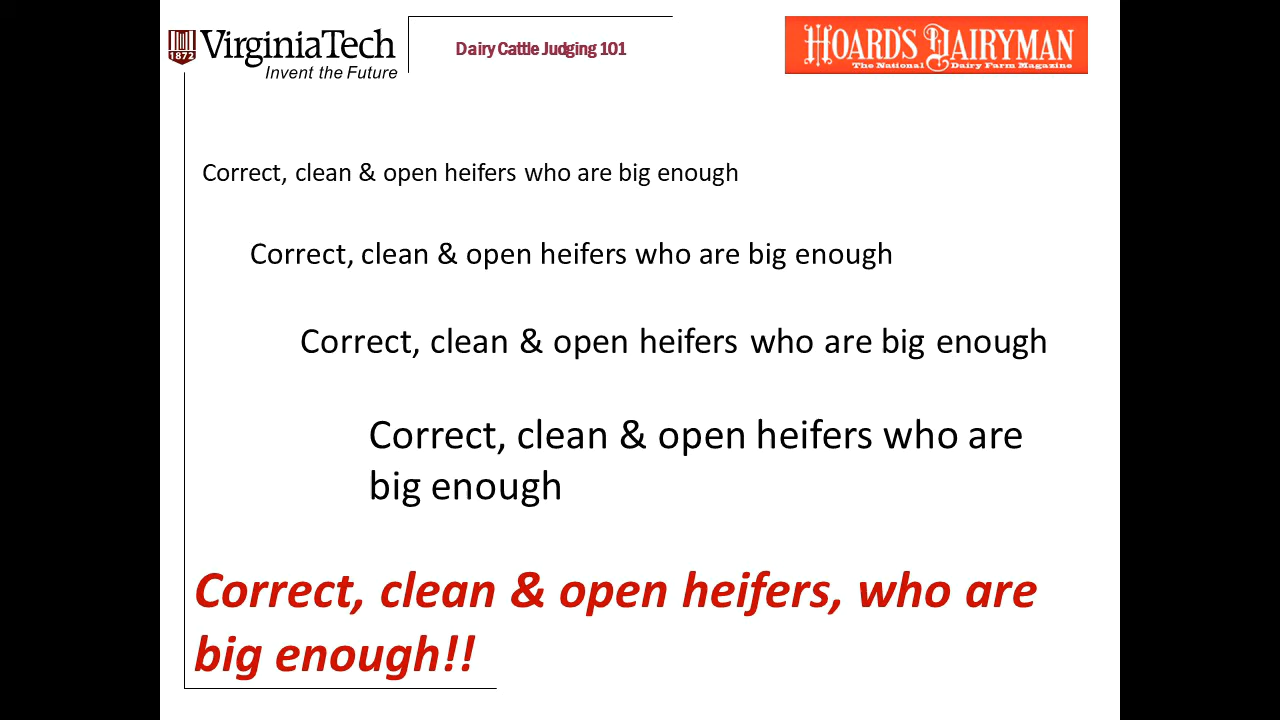 VirginiaTech
1872
Invent the Future
Dairy Cattle Judging 101
HOARD'S DAIRYMAN
The National Dairy Farm Magazine
Correct, clean & open heifers who are big enough
Correct, clean & open heifers who are big enough
Correct, clean & open heifers who are big enough
Correct, clean & open heifers who are
big enough
Correct, clean & open heifers, who are
big enough!!